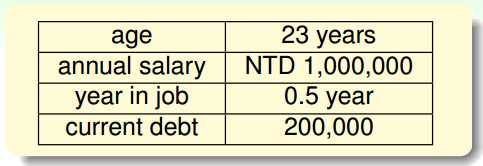 age 23 years
annual salary NTD 1,000,000
year in job 0.5 year
current debt 200,000